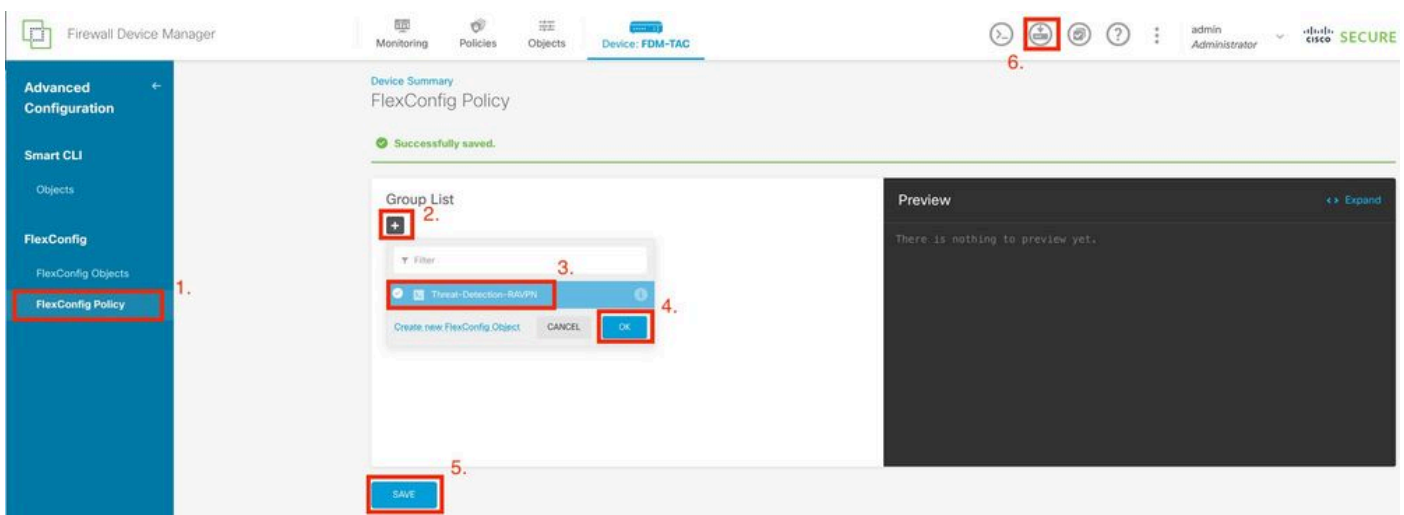 Firewall Device Manager
Monitoring
Policies
Objects
Device: FDM-TAC
admin
Administrator
cisco SECURE
6.
Advanced
Configuration
Smart CLI
Objects
FlexConfig
FlexConfig Objects
FlexConfig Policy
1.
Device Summary
FlexConfig Policy
Successfully saved.
Group List
2.
+
Filter
3.
Threat-Detection-RAVPN
4.
Create new FlexConfig Object
CANCEL
OK
5.
SAVE
Preview
Expand
There is nothing to preview yet.